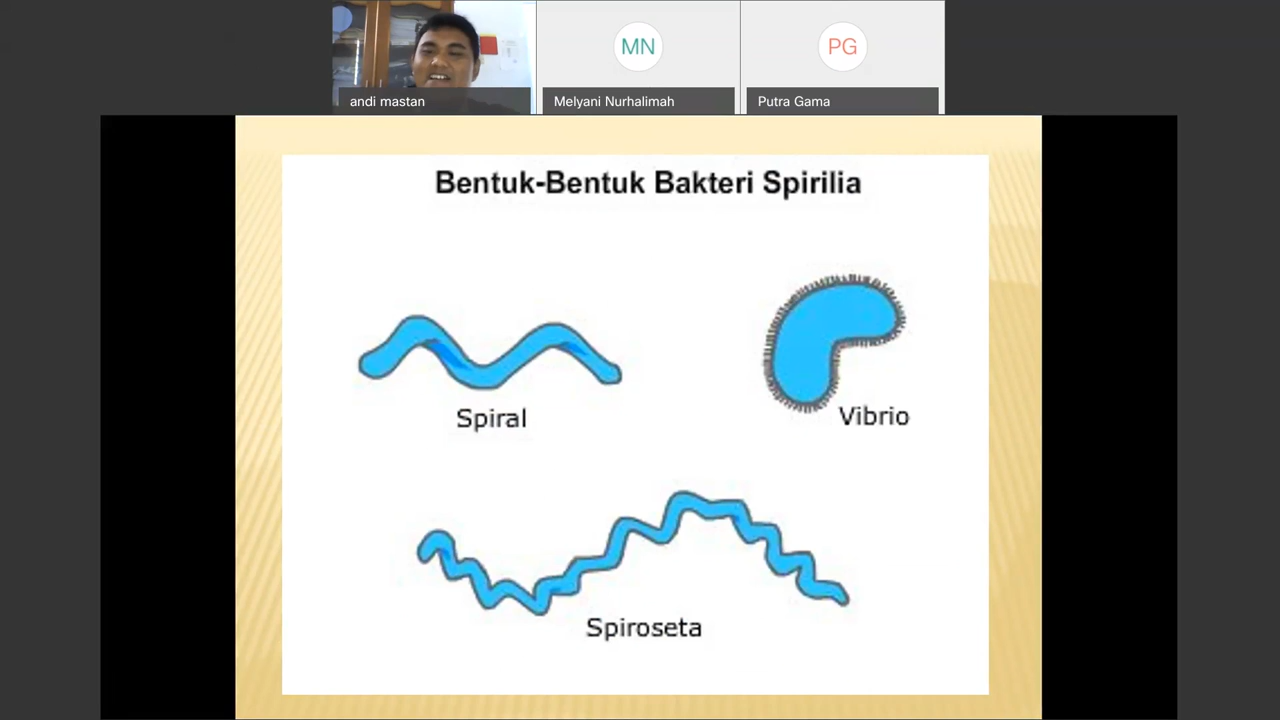 MN
PG
andi mastan
Melyani Nurhalimah
Putra Gama
Bentuk-Bentuk Bakteri Spirilia
Spiral
Vibrio
Spiroseta